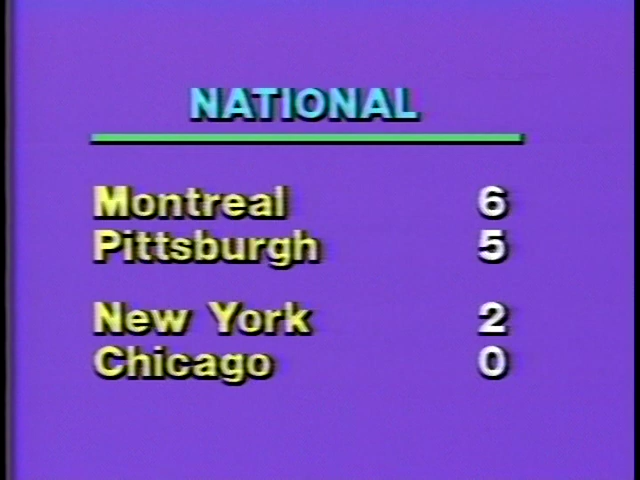 NATIONAL
Montreal 6
Pittsburgh 5
New York 2
Chicago 0